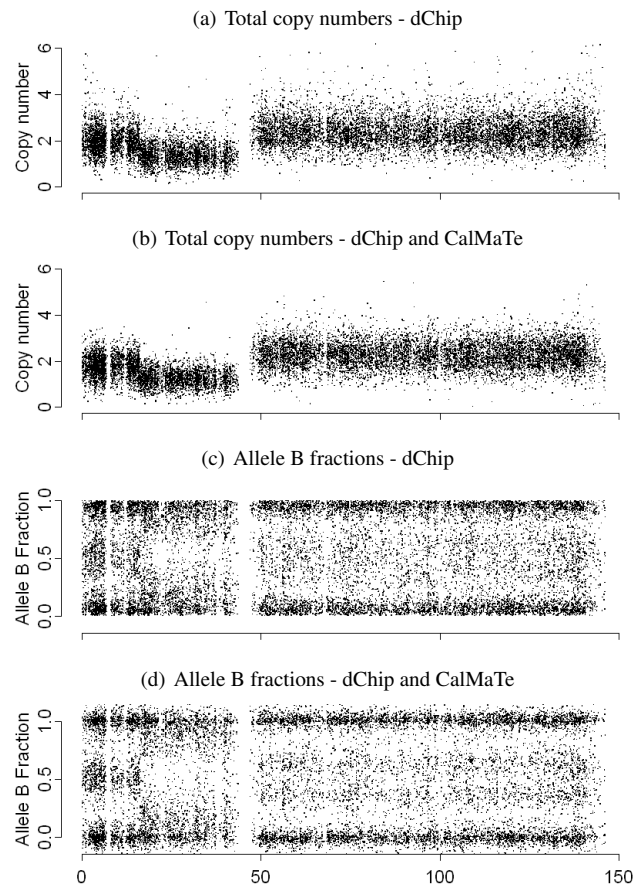 (a) Total copy numbers - dChip
Copy number
6
4
2
0
(b) Total copy numbers - dChip and CalMaTe
Copy number
6
4
2
0
(c) Allele B fractions - dChip
Allele B Fraction
1.0
0.5
0.0
(d) Allele B fractions - dChip and CalMaTe
Allele B Fraction
1.0
0.5
0.0
0 50 100 150